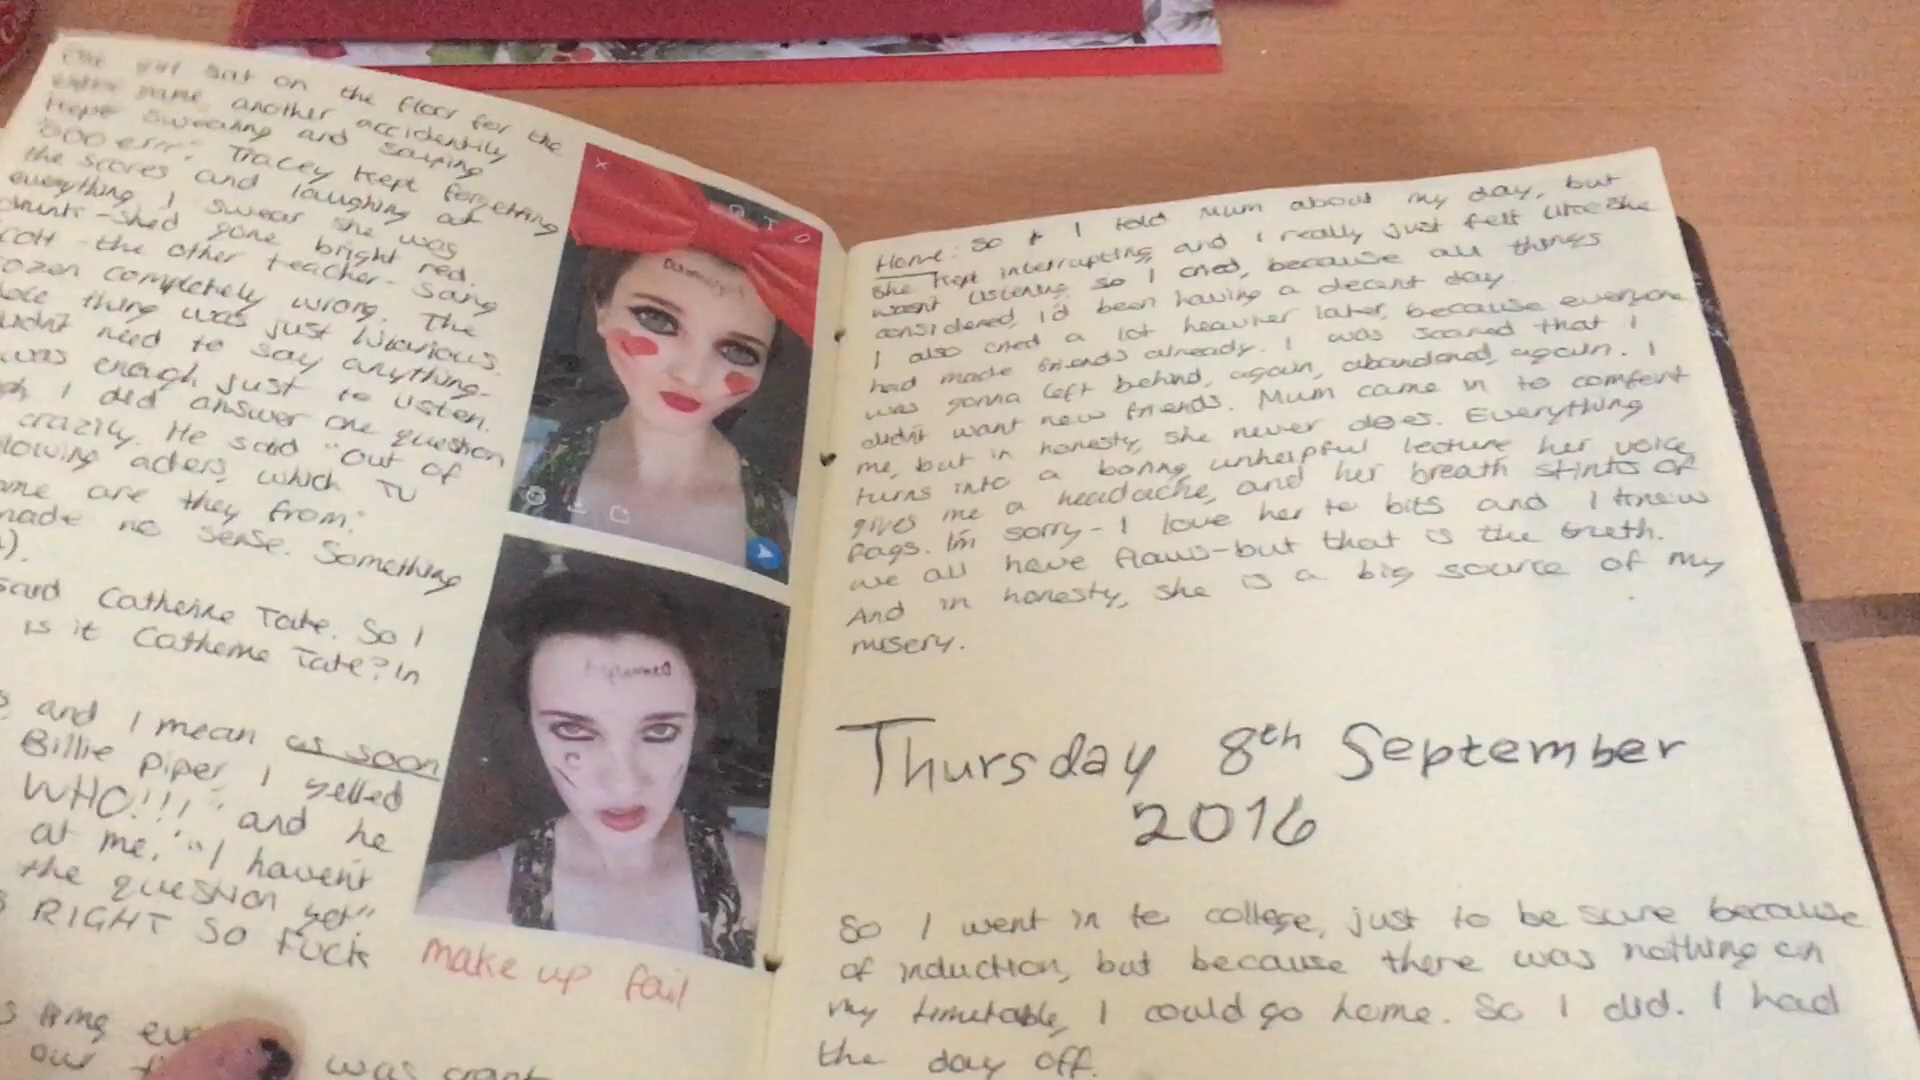 girl sat on the floor for the
extra game, another accidentily
kept swearing and saying
"ooo errr". Tracey kept forgetting
the scores and laughing at
everything, I swear she was
drunk - shed gone bright red.
- the other teacher - sang
completely wrong. The
thing was just hilarious.
need to say anything.
was enough just to listen.
I did answer one question
crazily. He said "out of
actors, which TV
are they from."
no sense. Something
said Catherine Tate. So I
is it Catherine Tate? In
and I mean as soon
Billie Piper, I yelled
WHO!!!" and he
at me, "I haven't
the question yet".
RIGHT SO FUCK
make up fail
our
was
Home: So I told Mum about my day, but
she kept interrupting, and I really just felt like she
wasnt listening, so I cried, because all things
considered, I'd been having a decent day.
I also cried a lot heavier later, because everyone
had made friends already. I was scared that I
was gonna left behind, again, abandoned, again. I
didn't want new friends. Mum came in to comfort
me, but in honesty, she never does. Everything
turns into a boring, unhelpful lecture her voice
gives me a headache, and her breath stinks of
fags. I'm sorry - I love her to bits and I know
we all have flaws - but that is the truth.
And in honesty, she is a big source of my
misery.
Thursday 8th September
2016
So I went in to college, just to be sure because
of induction, but because there was nothing on
my timetable, I could go home. So I did. I had
the day off.